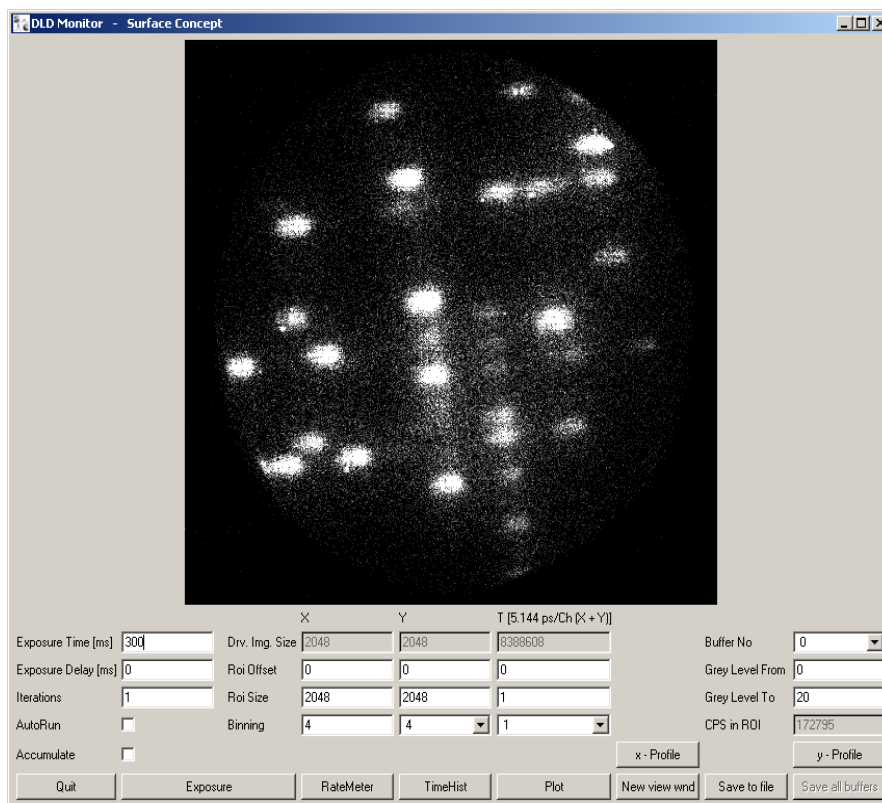 DLD Monitor - Surface Concept
X Y T [5.144 ps/Ch (X + Y)]
Exposure Time [ms] 300 Drv. Img. Size 2048 2048 8388608 Buffer No 0
Exposure Delay [ms] 0 Roi Offset 0 0 0 Grey Level From 0
Iterations 1 Roi Size 2048 2048 1 Grey Level To 20
AutoRun Binning 4 4 1 CPS in ROI 172795
Accumulate x - Profile y - Profile
Quit Exposure RateMeter TimeHist Plot New view wnd Save to file Save all buffers